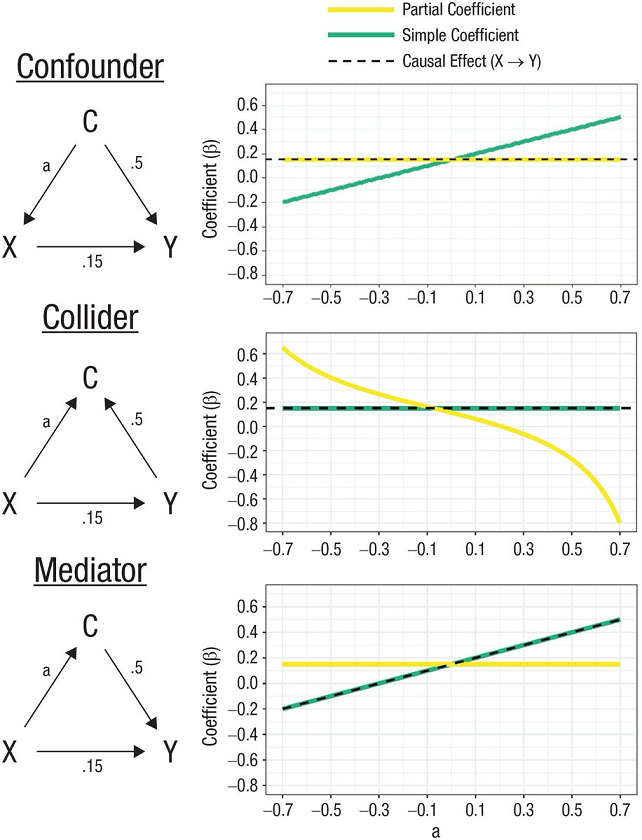 Partial Coefficient
Simple Coefficient
Causal Effect (X → Y)
Confounder
C
a
.5
X
Y
.15
Coefficient (β)
0.6
0.4
0.2
0.0
−0.2
−0.4
−0.6
−0.8
−0.7 −0.5 −0.3 −0.1 0.1 0.3 0.5 0.7
Collider
C
a
.5
X
Y
.15
Coefficient (β)
0.6
0.4
0.2
0.0
−0.2
−0.4
−0.6
−0.8
−0.7 −0.5 −0.3 −0.1 0.1 0.3 0.5 0.7
Mediator
C
a
.5
X
Y
.15
Coefficient (β)
0.6
0.4
0.2
0.0
−0.2
−0.4
−0.6
−0.8
−0.7 −0.5 −0.3 −0.1 0.1 0.3 0.5 0.7
a